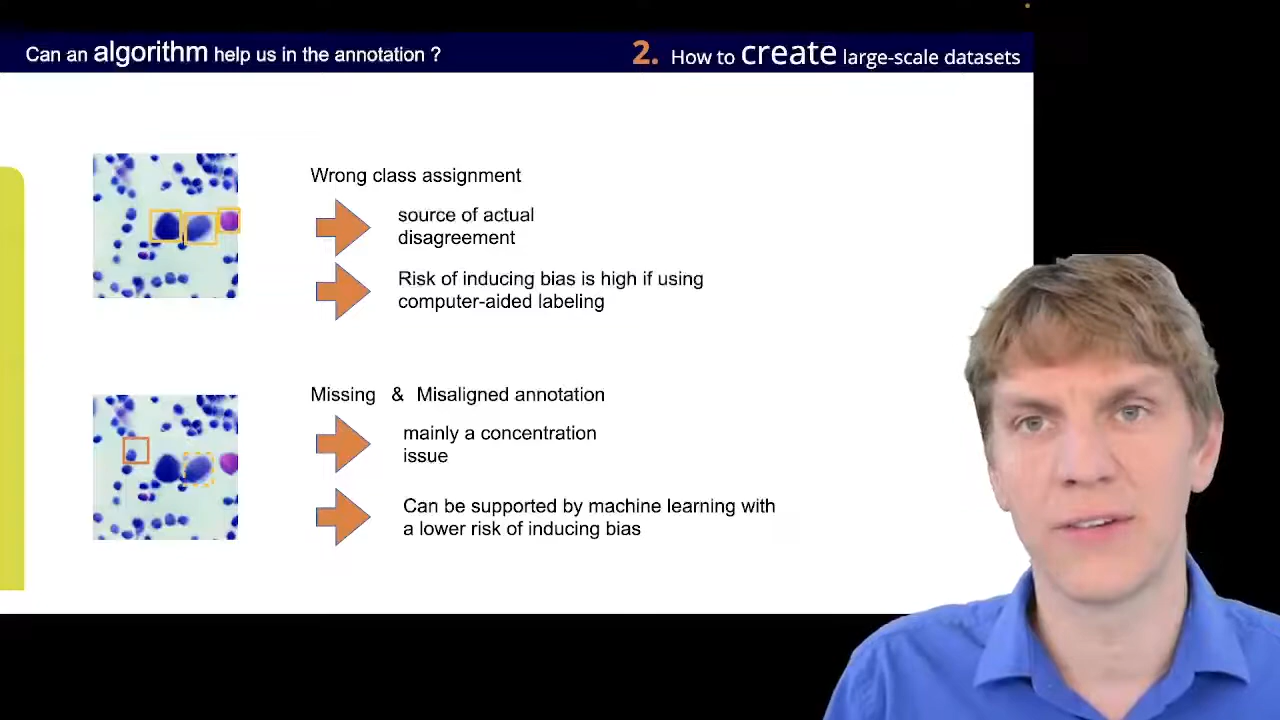 Can an algorithm help us in the annotation ?
2. How to create large-scale datasets
Wrong class assignment
source of actual
disagreement
Risk of inducing bias is high if using
computer-aided labeling
Missing & Misaligned annotation
mainly a concentration
issue
Can be supported by machine learning with
a lower risk of inducing bias